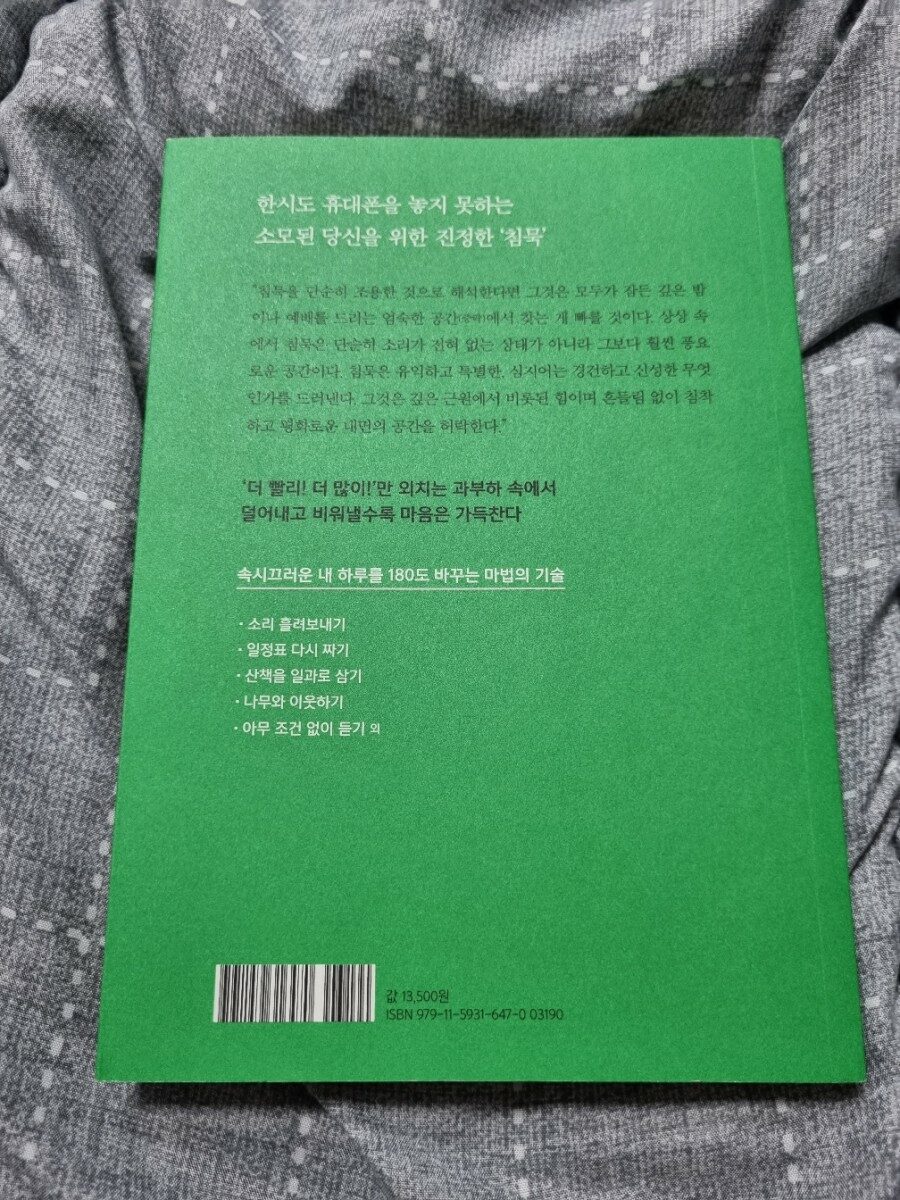 한시도 휴대폰을 놓지 못하는
소모된 당신을 위한 진정한 ‘침묵’
“침묵을 단순히 조용한 것으로 해석한다면 그것은 모두가 잠든 깊은 밤
이나 예배를 드리는 엄숙한 공간에서 찾는 게 빠를 것이다. 상상 속
에서 침묵은 단순히 소리가 전혀 없는 상태가 아니라 그보다 훨씬 풍요
로운 공간이다. 침묵은 유익하고 특별한, 심지어는 경건하고 신성한 무엇
인가를 드러낸다. 그것은 깊은 근원에서 비롯된 힘이며 흔들림 없이 침착
하고 평화로운 내면의 공간을 허락한다.”
‘더 빨리! 더 많이!’만 외치는 과부하 속에서
덜어내고 비워낼수록 마음은 가득찬다
속시끄러운 내 하루를 180도 바꾸는 마법의 기술
· 소리 흘려보내기
· 일정표 다시 짜기
· 산책을 일과로 삼기
· 나무와 이웃하기
· 아무 조건 없이 듣기 외
값 13,500원
ISBN 979-11-5931-647-0 03190